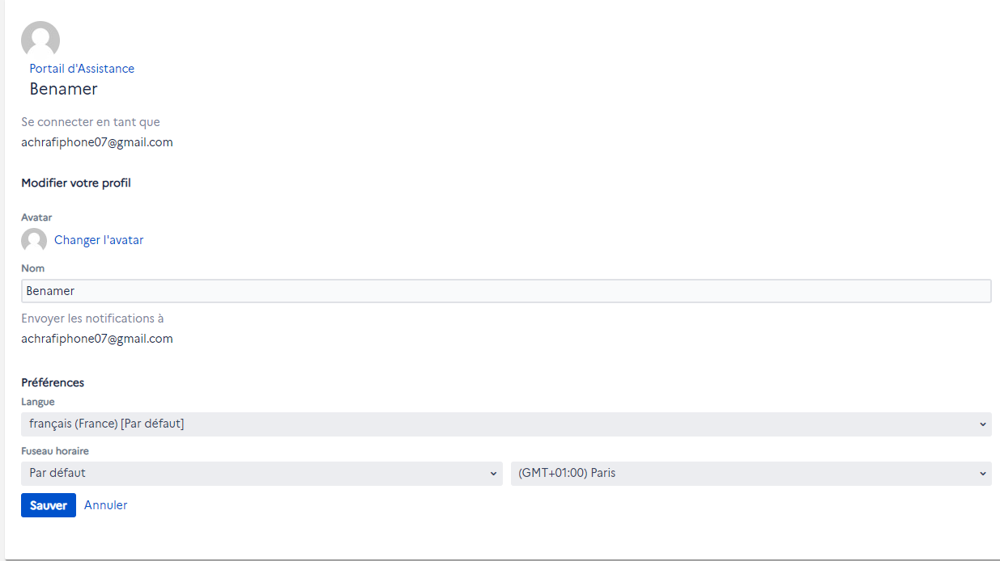 Portail d'Assistance
Benamer
Se connecter en tant que
achrafiphone07@gmail.com
Modifier votre profil
Avatar
Changer l'avatar
Nom
Benamer
Envoyer les notifications à
achrafiphone07@gmail.com
Préférences
Langue
français (France) [Par défaut]
Fuseau horaire
Par défaut (GMT+01:00) Paris
Sauver Annuler